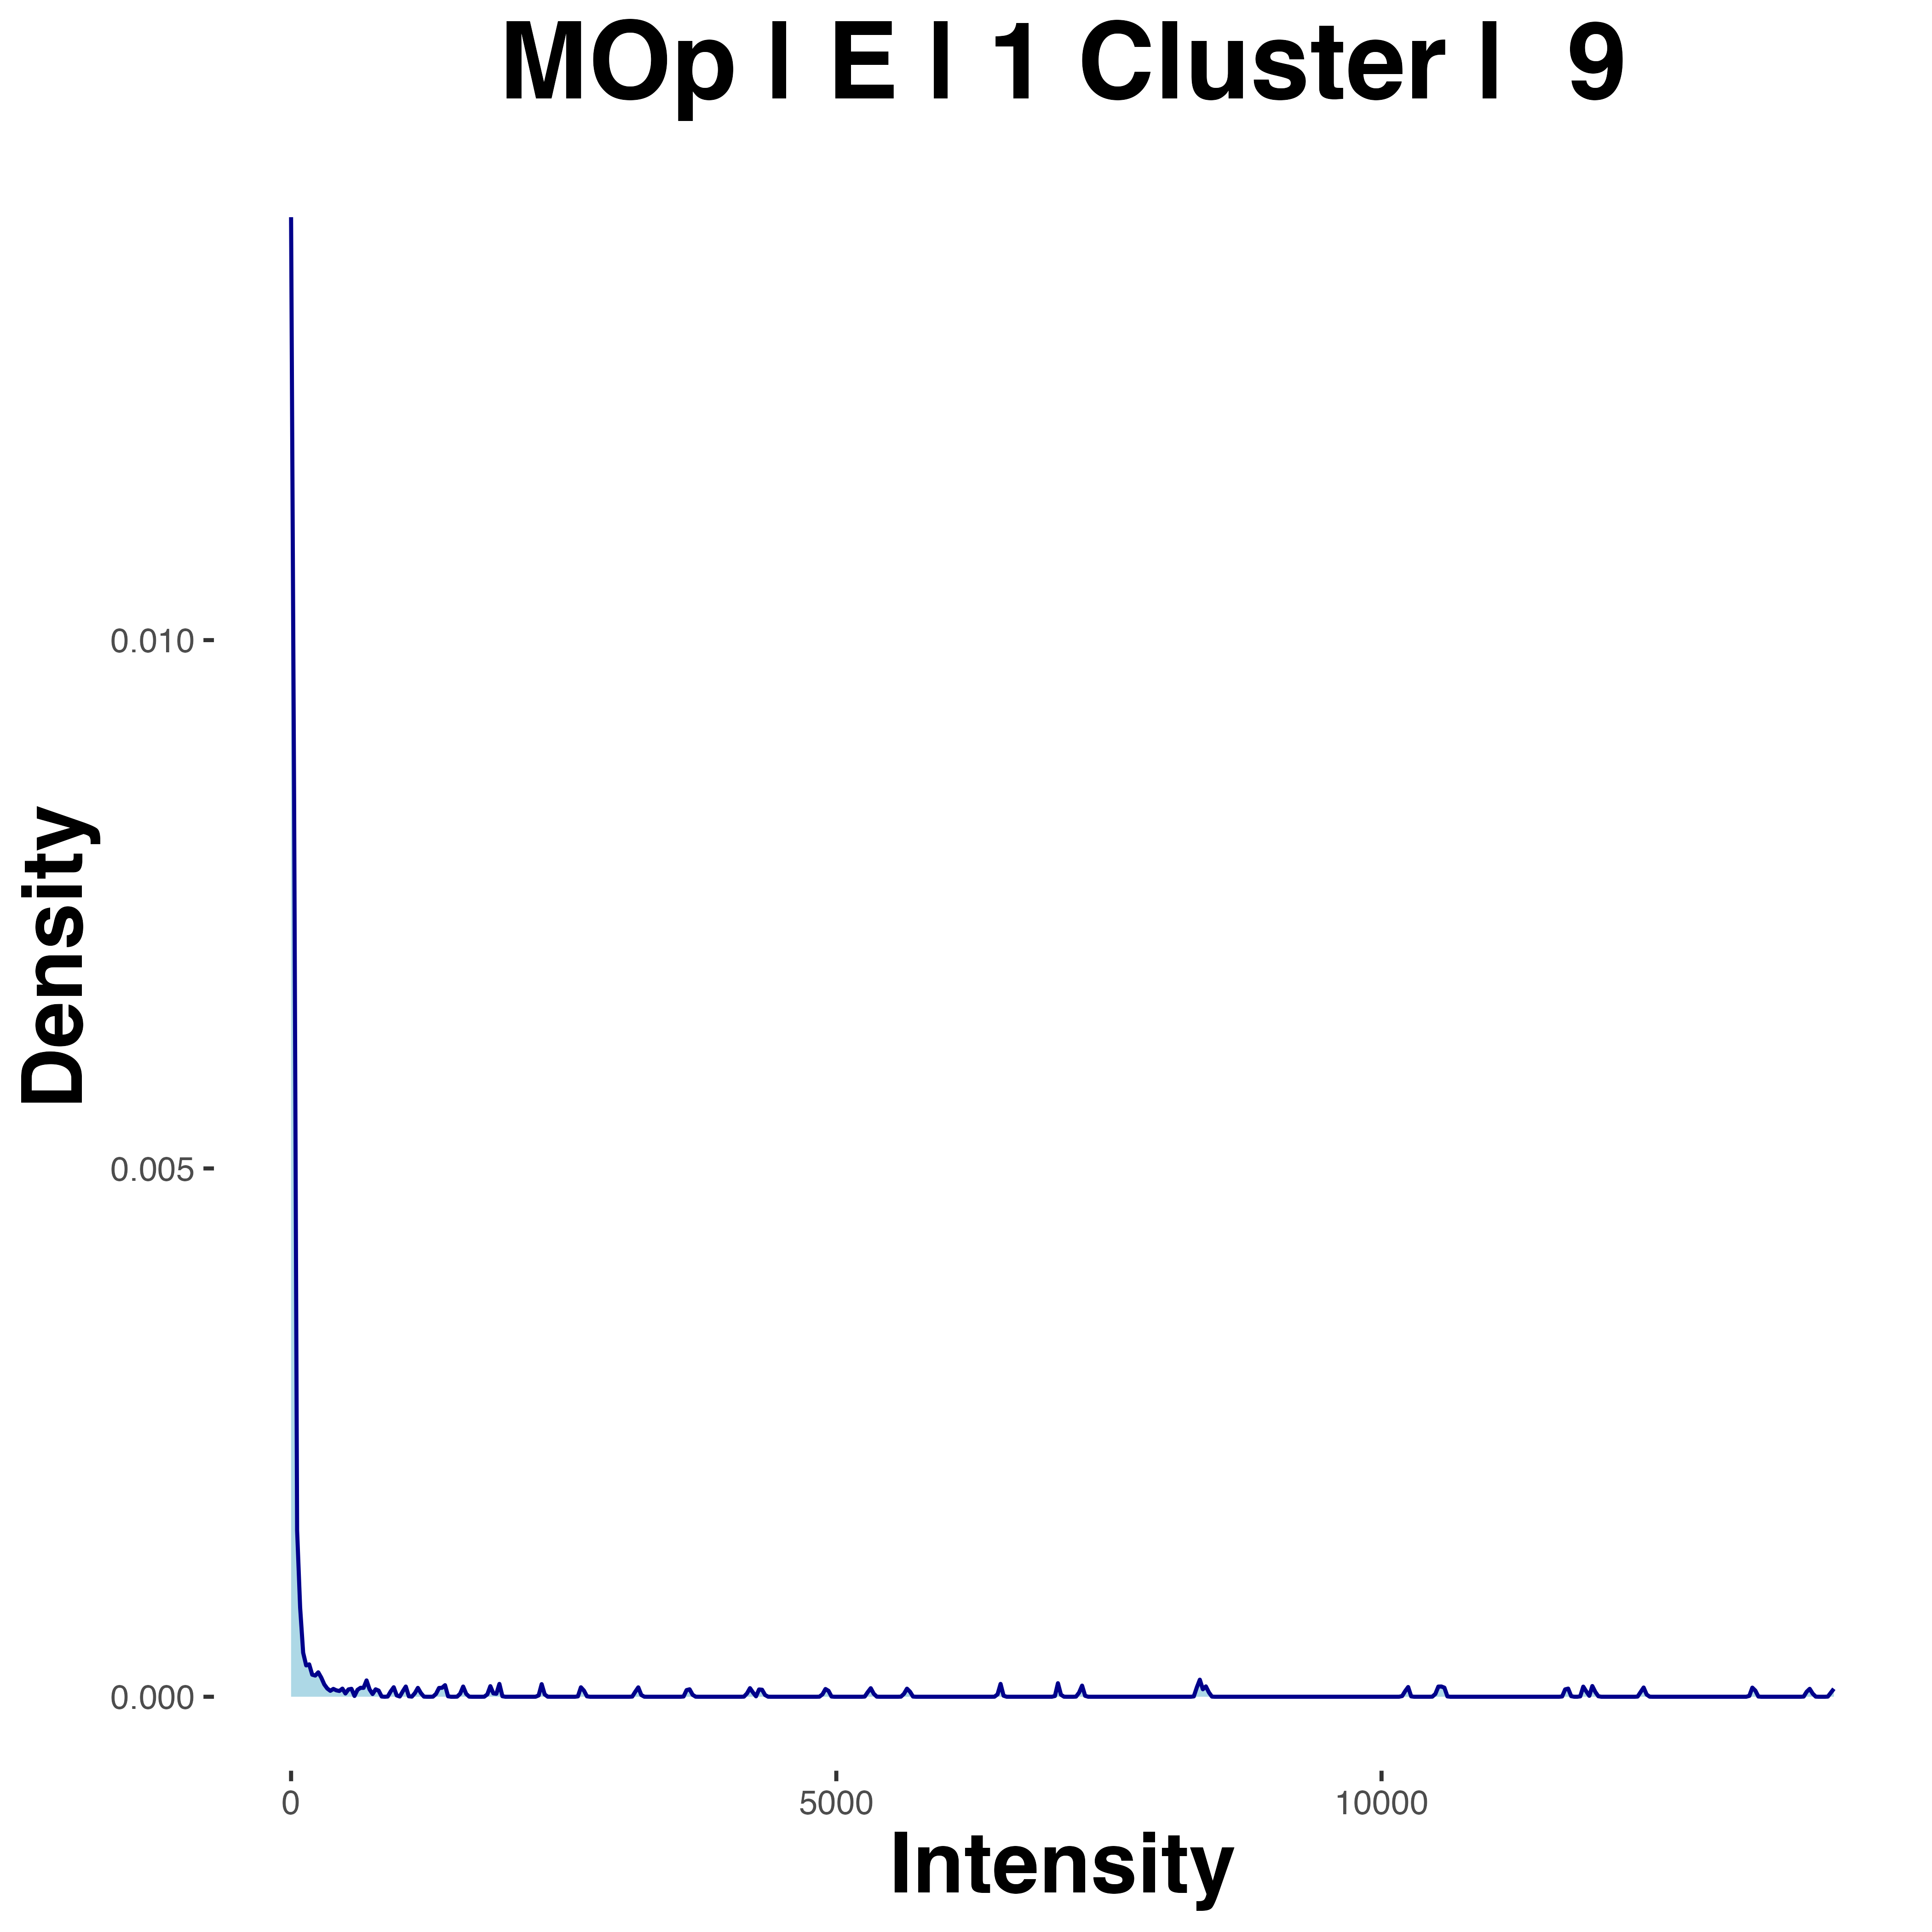 MOp | E | 1 Cluster | 9
Density
0.010
0.005
0.000
0 5000 10000
Intensity